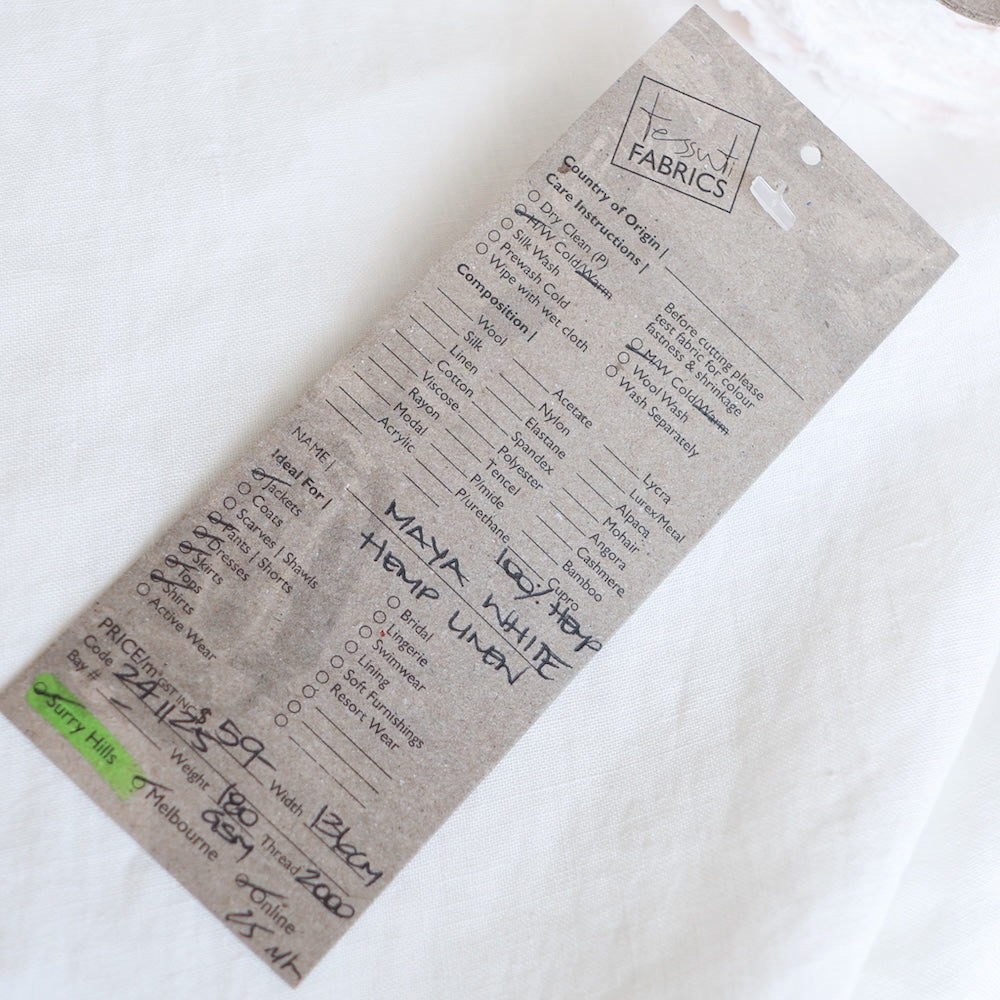 tessuti
FABRICS
Country of Origin |
Care Instructions |
Dry Clean (P)
M/W Cold/Warm
Silk Wash
Prewash Cold
Wipe with wet cloth
Before cutting please
test fabric for colour
fastness & shrinkage
M/W Cold/Warm
Wool Wash
Wash Separately
Composition |
Wool
Silk
Linen
Cotton
Viscose
Rayon
Modal
Acrylic
Acetate
Nylon
Elastane
Spandex
Polyester
Tencel
P/mide
P/urethane
Lycra
Lurex/Metal
Alpaca
Mohair
Angora
Cashmere
Bamboo
Cupro
100% HEMP
NAME |
MAYA WHITE
HEMP LINEN
Ideal For |
Jackets
Coats
Scarves | Shawls
Pants | Shorts
Dresses
Skirts
Tops
Shirts
Active Wear
Bridal
Lingerie
Swimwear
Lining
Soft Furnishings
Resort Wear
PRICE/m (GST INC) $ 59-
Code 241125
Width 136CM
Bay # -
Weight 180 GSM
Thread 2000
Surry Hills
Melbourne
Online